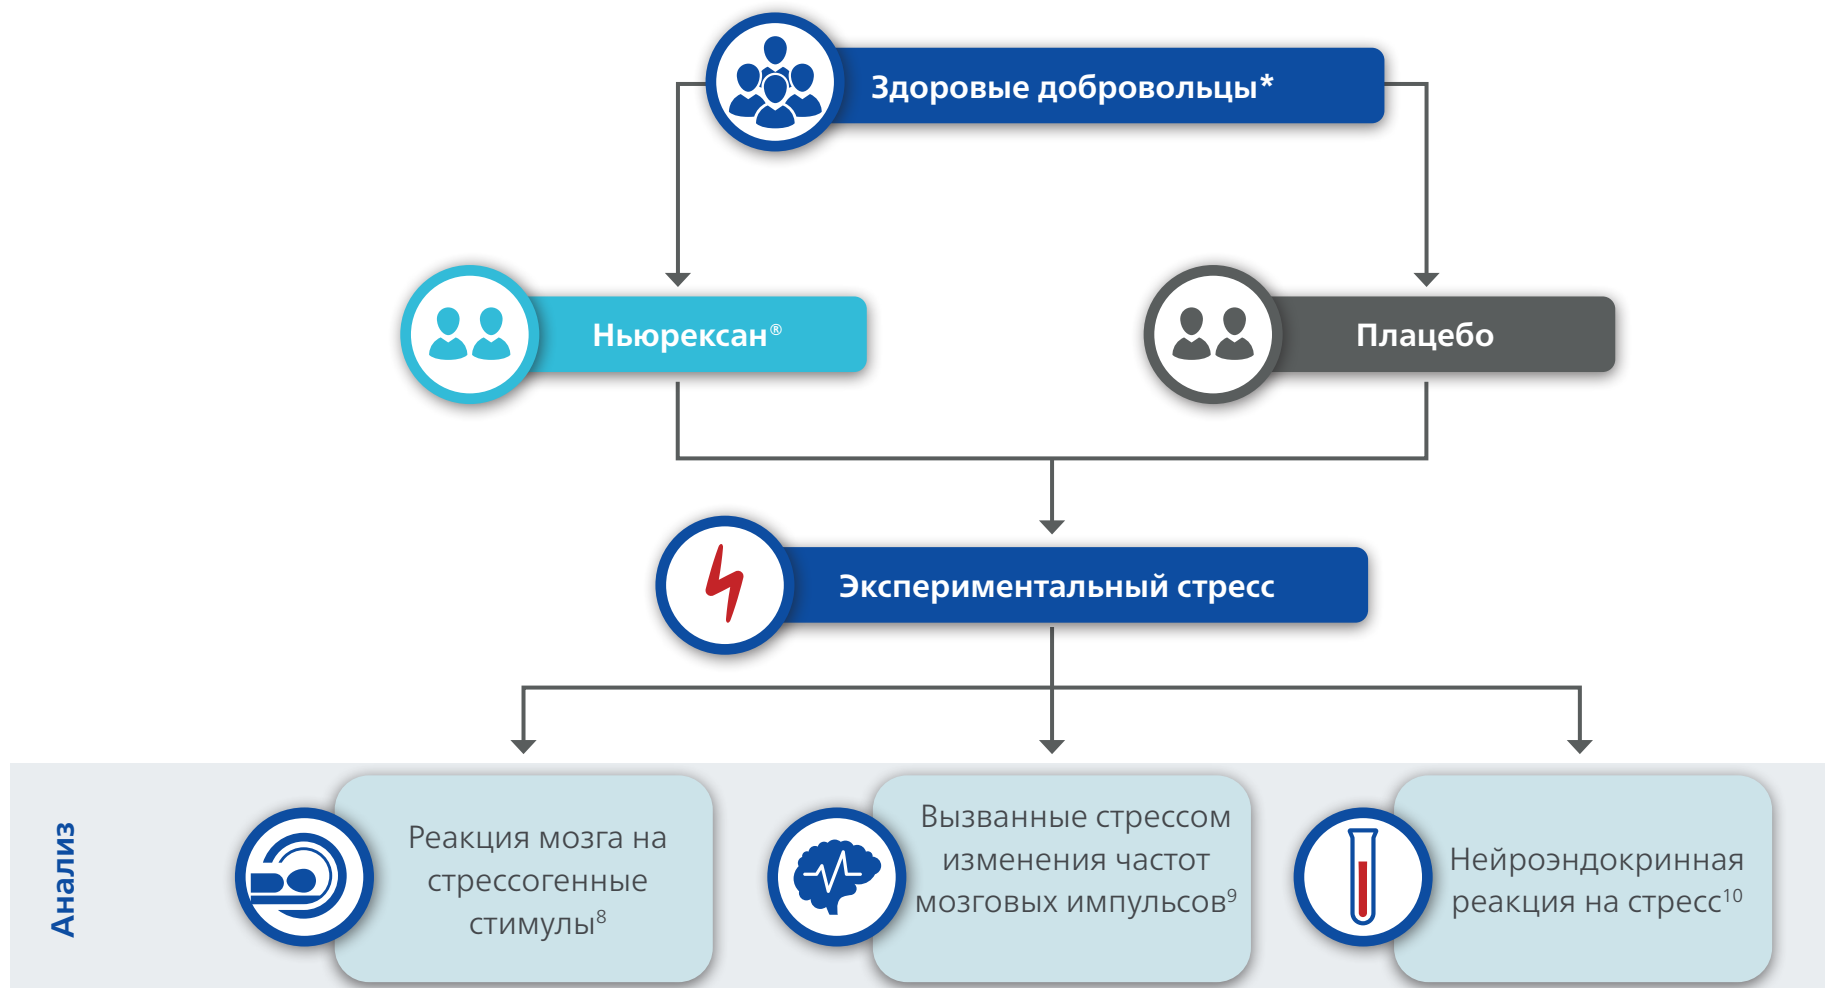 Здоровые добровольцы*
Ньюрексан®
Плацебо
Экспериментальный стресс
Анализ
Реакция мозга на
стрессогенные
стимулы⁸
Вызванные стрессом
изменения частот
мозговых импульсов⁹
Нейроэндокринная
реакция на стресс¹⁰